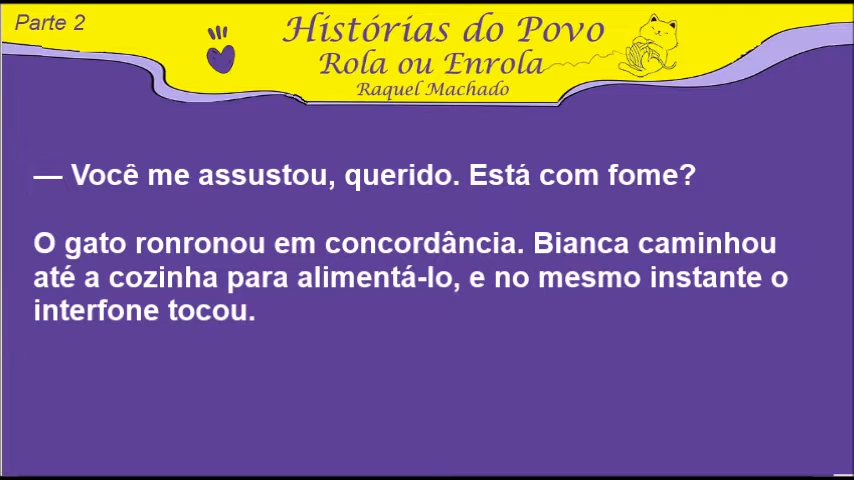 Parte 2
Histórias do Povo
Rola ou Enrola
Raquel Machado
— Você me assustou, querido. Está com fome?
O gato ronronou em concordância. Bianca caminhou
até a cozinha para alimentá-lo, e no mesmo instante o
interfone tocou.